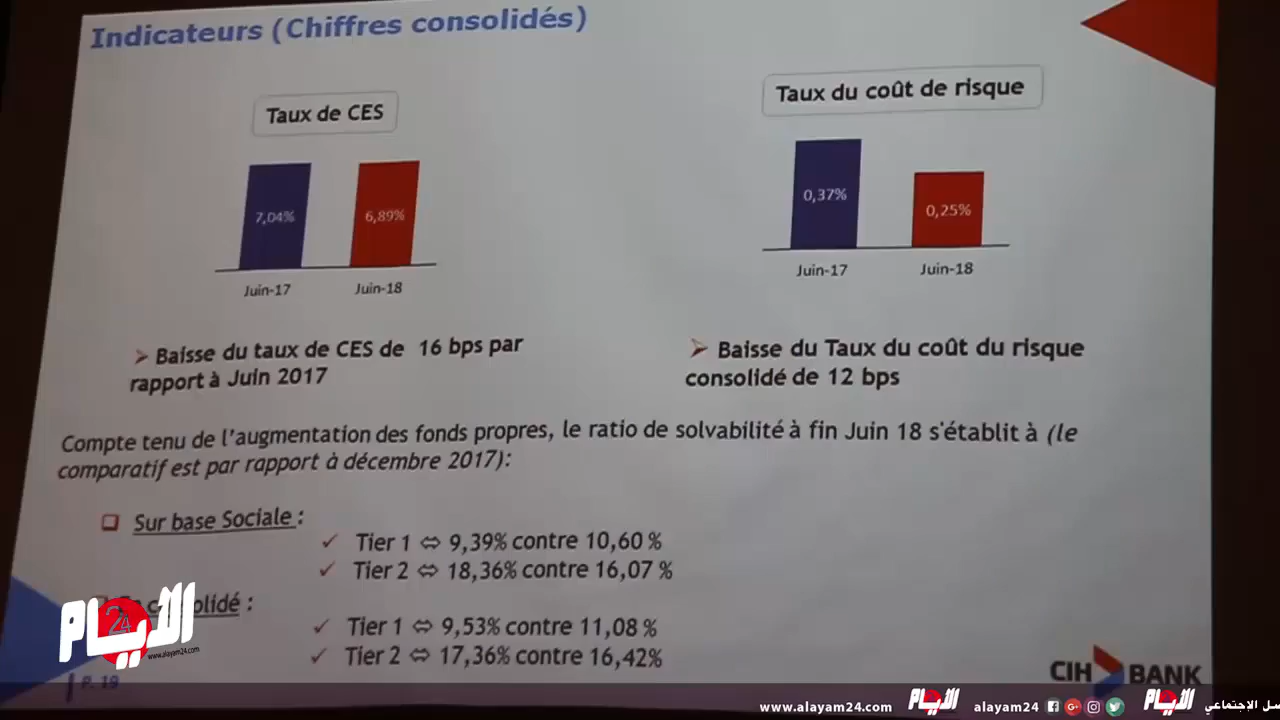 Indicateurs (Chiffres consolidés)
Taux de CES
7,04%
6,89%
Juin-17
Juin-18
➢ Baisse du taux de CES de 16 bps par
rapport à Juin 2017
Taux du coût de risque
0,37%
0,25%
Juin-17
Juin-18
➢ Baisse du Taux du coût du risque
consolidé de 12 bps
Compte tenu de l'augmentation des fonds propres, le ratio de solvabilité à fin Juin 18 s'établit à (le
comparatif est par rapport à décembre 2017):
❑ Sur base Sociale :
✓ Tier 1 ⇔ 9,39% contre 10,60 %
✓ Tier 2 ⇔ 18,36% contre 16,07 %
:
✓ Tier 1 ⇔ 9,53% contre 11,08 %
✓ Tier 2 ⇔ 17,36% contre 16,42%
الأيام
24
www.alayam24.com
P. 19
CIH BANK
www.alayam24.com
الأيام
alayam24
الأيام
الإجتماعي